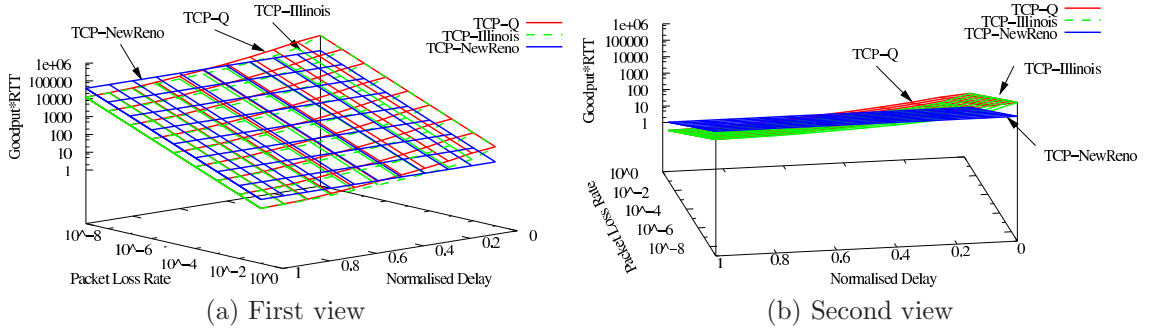 TCP−Q
TCP−Illinois
TCP−NewReno
TCP−Q
TCP−Illinois
TCP−NewReno
Goodput*RTT
1e+06
100000
10000
1000
100
10
1
10^−8
10^−6
10^−4
10^−2
10^0
Packet Loss Rate
1
0.8
0.6
0.4
0.2
0
Normalised Delay
(a) First view
TCP−Q
TCP−Illinois
TCP−NewReno
TCP−Q
TCP−Illinois
TCP−NewReno
Goodput*RTT
1e+06
100000
10000
1000
100
10
1
10^0
10^−2
10^−4
10^−6
10^−8
Packet Loss Rate
1
0.8
0.6
0.4
0.2
0
Normalised Delay
(b) Second view